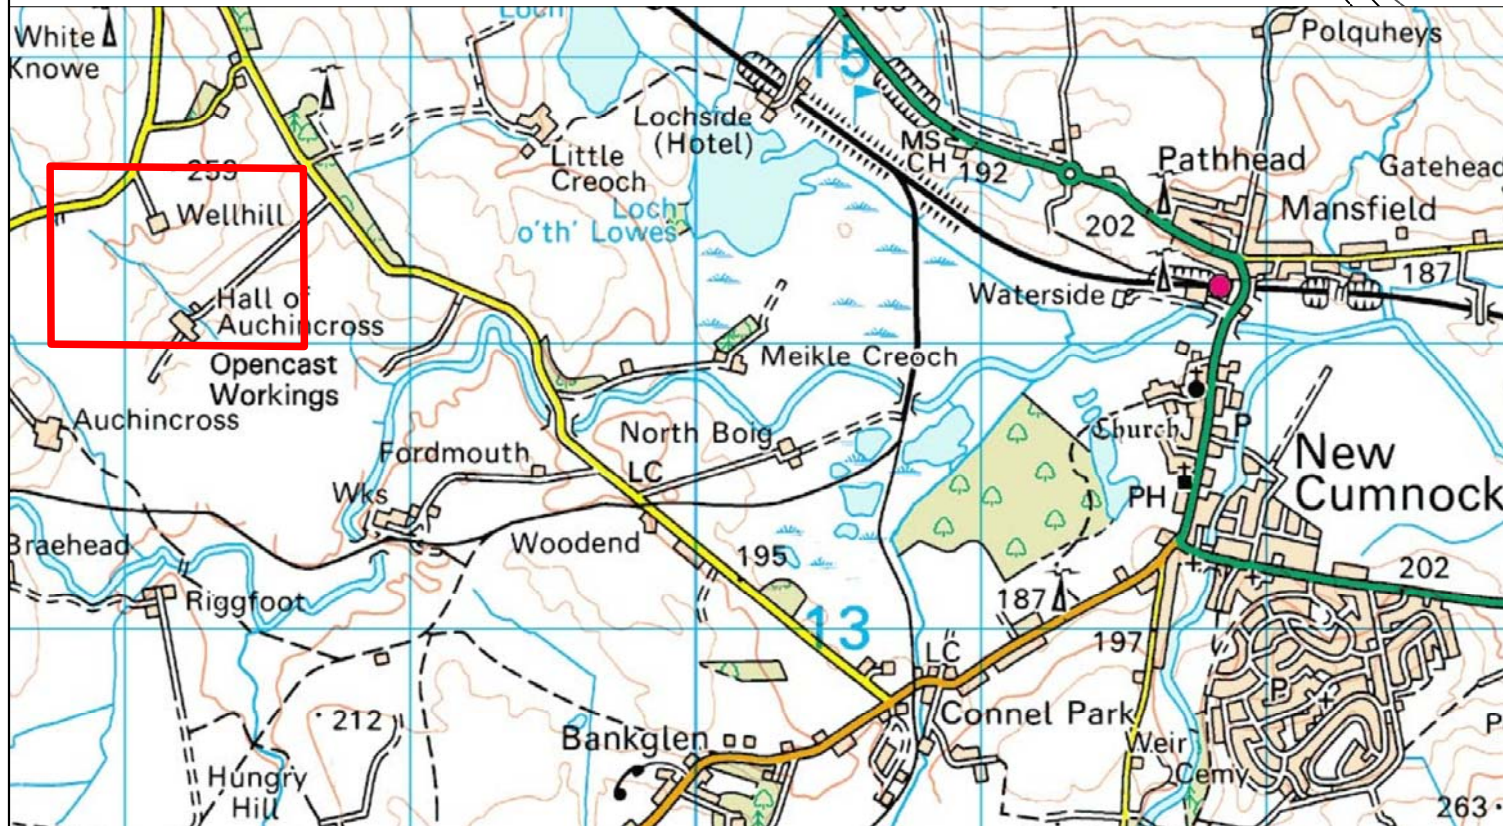 Loch
White
Knowe
15
Polquheys
Lochside
(Hotel)
MS
CH
192
Little
Creoch
Pathhead
Gatehead
259
Wellhill
Loch
o'th' Lowes
202
Mansfield
187
Waterside
Hall of
Auchincross
Opencast
Workings
Meikle Creoch
Auchincross
North Boig
Church
P
New
Cumnock
Fordmouth
LC
Wks
PH
Braehead
Woodend
195
202
Riggfoot
187
13
197
LC
P
212
Connel Park
Bankglen
Weir
Cemy
Hungry
Hill
263